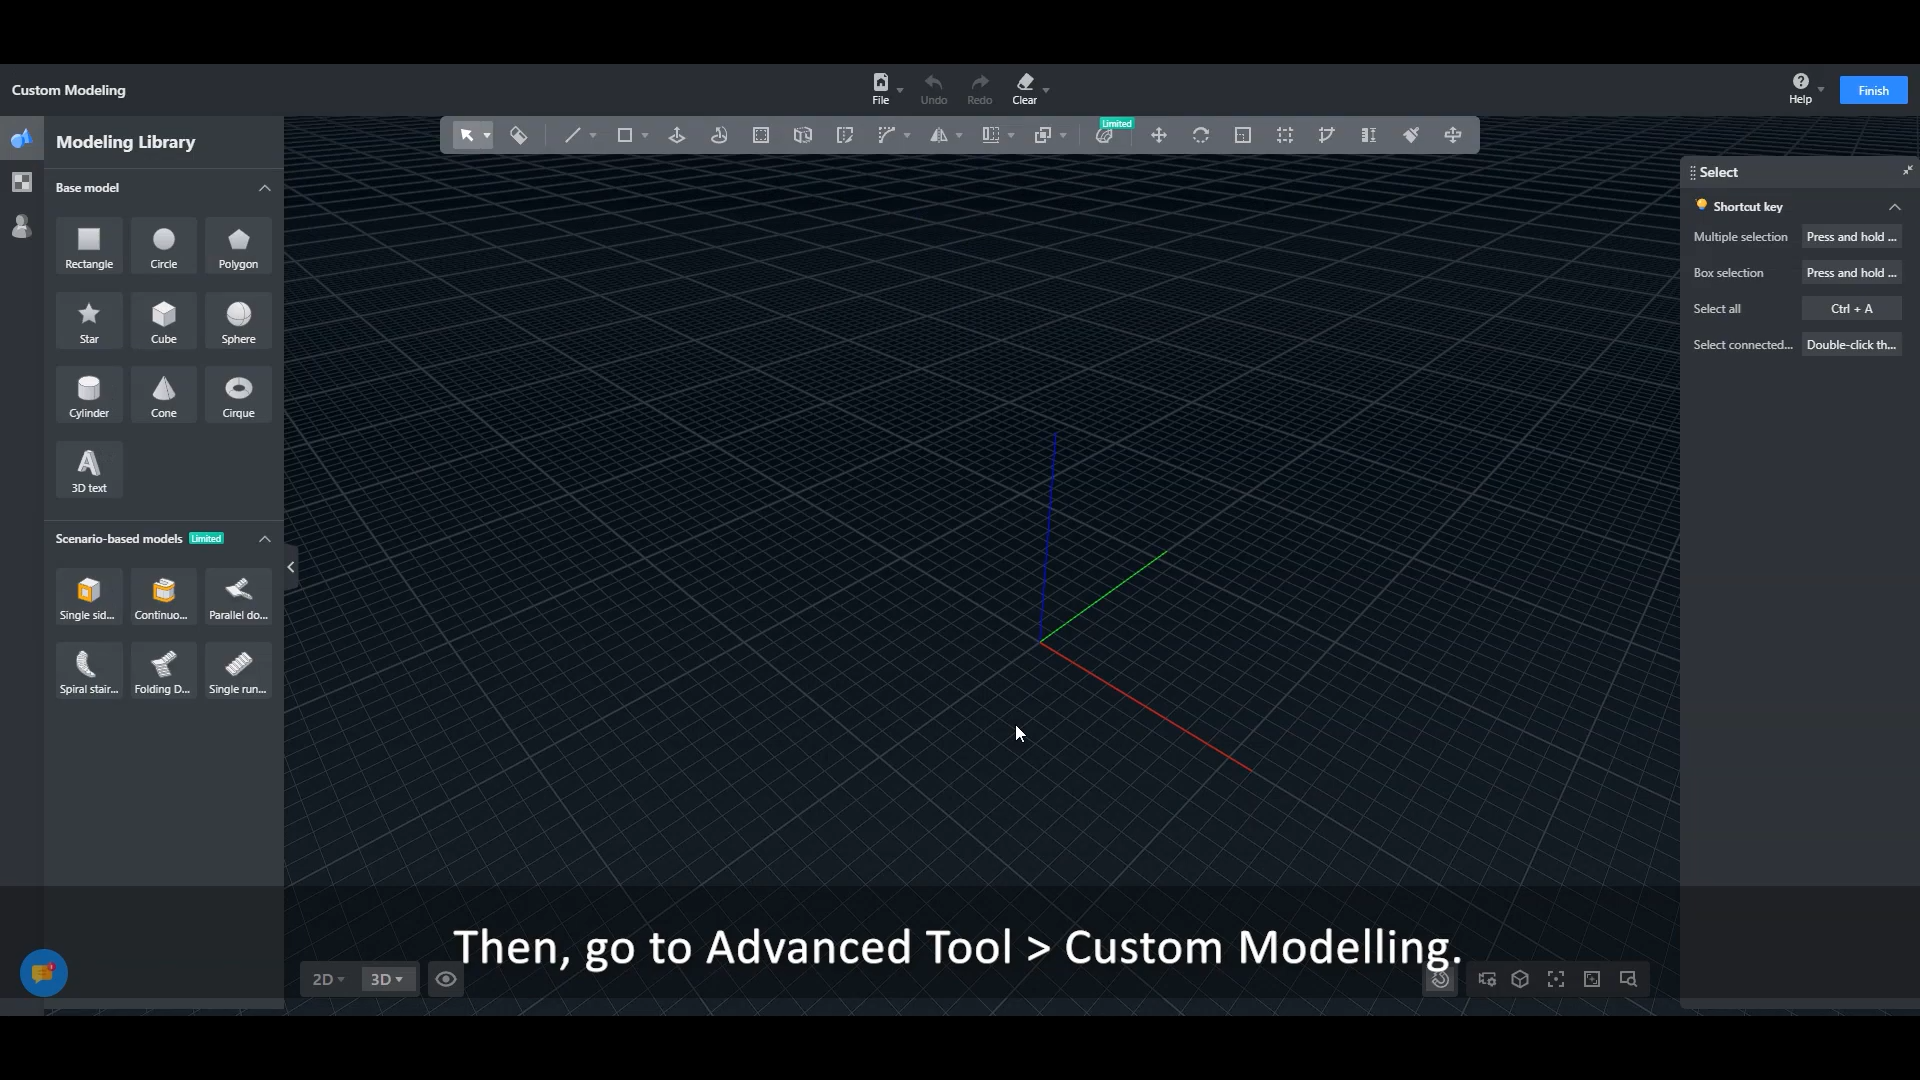 Custom Modeling
File
Undo
Redo
Clear
Help
Finish
Limited
Modeling Library
Base model
Rectangle
Circle
Polygon
Star
Cube
Sphere
Cylinder
Cone
Cirque
3D text
Scenario-based models Limited
Single sid...
Continuo...
Parallel do...
Spiral stair...
Folding D...
Single run...
Select
Shortcut key
Multiple selection Press and hold ...
Box selection Press and hold ...
Select all Ctrl + A
Select connected... Double-click th...
Then, go to Advanced Tool > Custom Modelling.
2D
3D